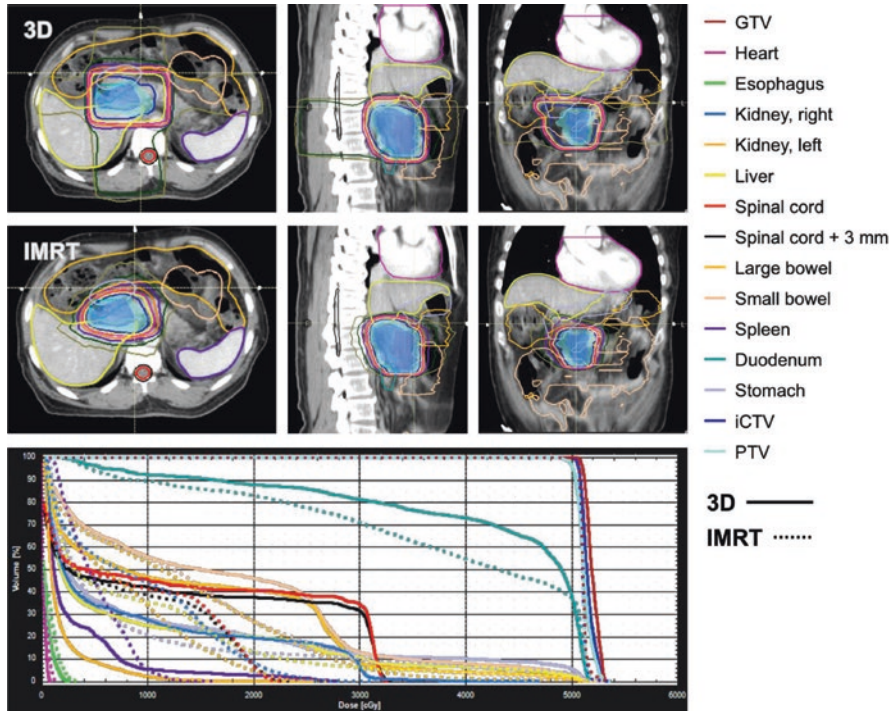 3D
IMRT
GTV
Heart
Esophagus
Kidney, right
Kidney, left
Liver
Spinal cord
Spinal cord + 3 mm
Large bowel
Small bowel
Spleen
Duodenum
Stomach
iCTV
PTV
3D
IMRT
Volume [%]
100
90
80
70
60
50
40
30
20
10
0
0
1000
2000
3000
4000
5000
6000
Dose [cGy]